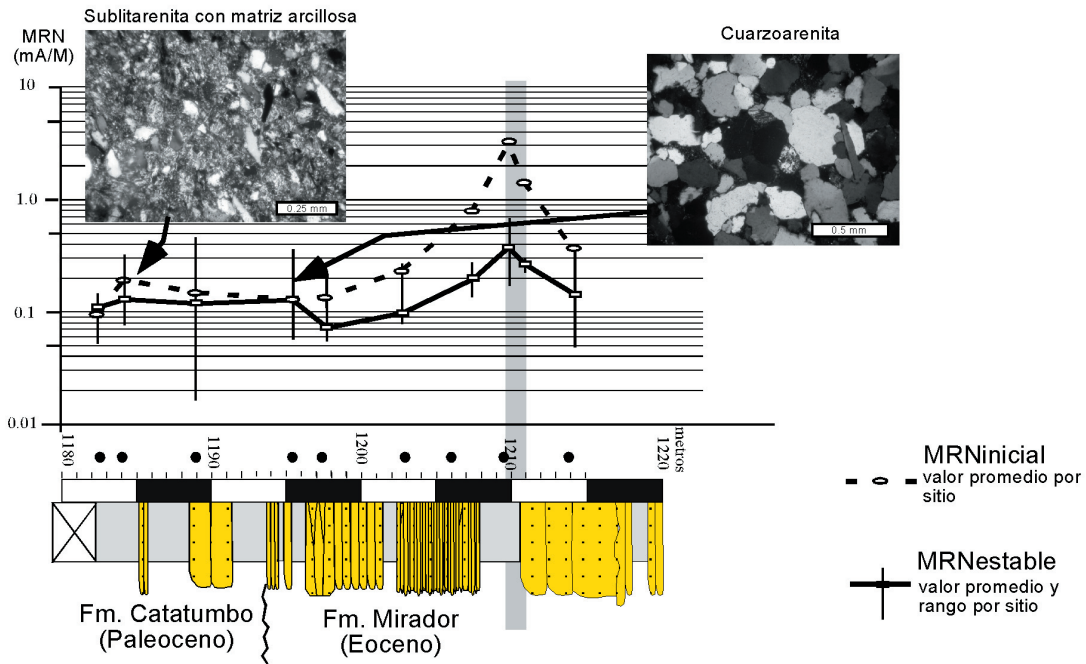 Sublitarenita con matriz arcillosa
MRN
(mA/M)
Cuarzoarenita
10
1.0
0.1
0.01
0.25 mm
0.5 mm
1180
1190
1200
1210
1220
metros
MRNinicial
valor promedio por
sitio
MRNestable
valor promedio y
rango por sitio
Fm. Catatumbo
(Paleoceno)
Fm. Mirador
(Eoceno)